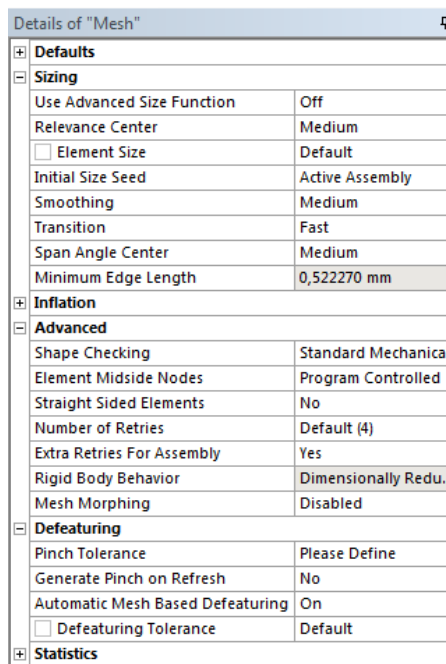 Details of "Mesh"
Defaults
Sizing
Use Advanced Size Function Off
Relevance Center Medium
Element Size Default
Initial Size Seed Active Assembly
Smoothing Medium
Transition Fast
Span Angle Center Medium
Minimum Edge Length 0,522270 mm
Inflation
Advanced
Shape Checking Standard Mechanica
Element Midside Nodes Program Controlled
Straight Sided Elements No
Number of Retries Default (4)
Extra Retries For Assembly Yes
Rigid Body Behavior Dimensionally Redu.
Mesh Morphing Disabled
Defeaturing
Pinch Tolerance Please Define
Generate Pinch on Refresh No
Automatic Mesh Based Defeaturing On
Defeaturing Tolerance Default
Statistics